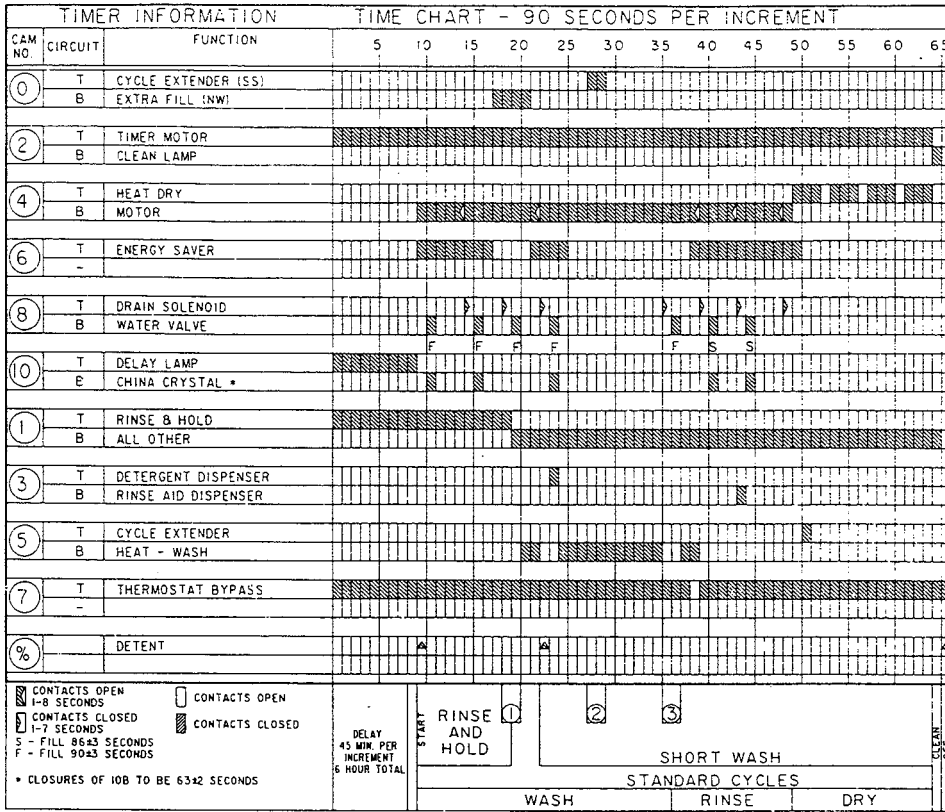 TIMER INFORMATION TIME CHART - 90 SECONDS PER INCREMENT
CAM NO. CIRCUIT FUNCTION 5 10 15 20 25 30 35 40 45 50 55 60 65
0 T CYCLE EXTENDER (SS)
B EXTRA FILL (NW)
2 T TIMER MOTOR
B CLEAN LAMP
4 T HEAT DRY
B MOTOR
6 T ENERGY SAVER
-
8 T DRAIN SOLENOID
B WATER VALVE
F F F F F S S
10 T DELAY LAMP
B CHINA CRYSTAL *
1 T RINSE & HOLD
B ALL OTHER
3 T DETERGENT DISPENSER
B RINSE AID DISPENSER
5 T CYCLE EXTENDER
B HEAT - WASH
7 T THERMOSTAT BYPASS
-
% DETENT
CONTACTS OPEN 1-8 SECONDS
CONTACTS OPEN
CONTACTS CLOSED 1-7 SECONDS
CONTACTS CLOSED
S - FILL 86±3 SECONDS
F - FILL 90±3 SECONDS
* CLOSURES OF 10B TO BE 63±2 SECONDS
DELAY
45 MIN. PER
INCREMENT
6 HOUR TOTAL
START
RINSE
AND
HOLD
1 2 3
SHORT WASH
CLEAN
STANDARD CYCLES
WASH RINSE DRY